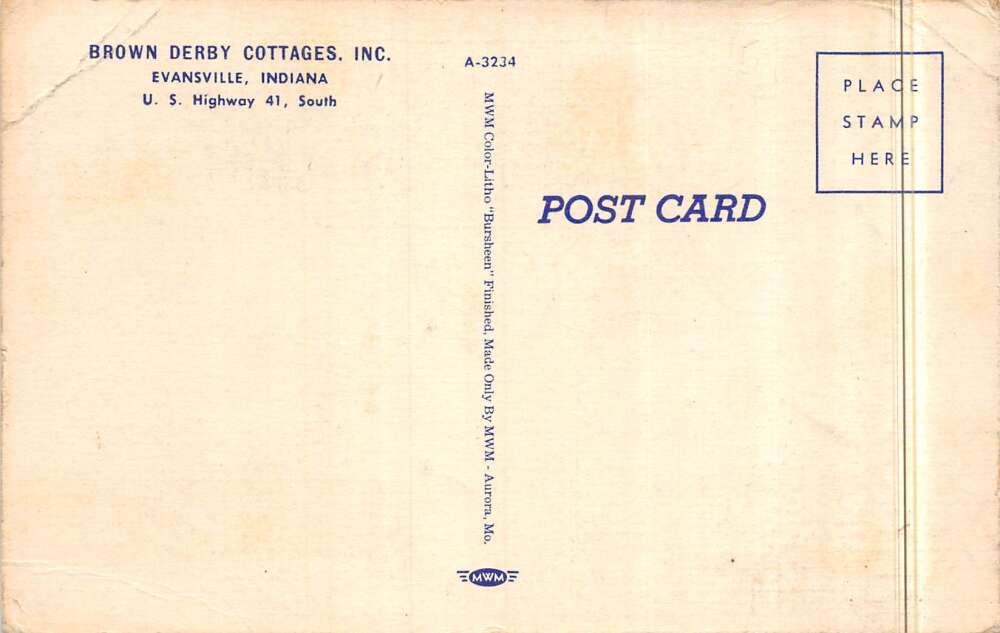 BROWN DERBY COTTAGES, INC.
EVANSVILLE, INDIANA
U. S. Highway 41, South
A-3234
MWM Color-Litho "Bursheen" Finished, Made Only By MWM - Aurora, Mo.
MWM
POST CARD
PLACE
STAMP
HERE